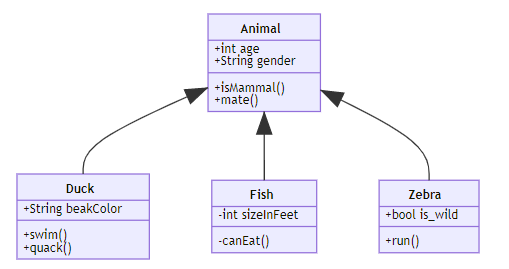 Animal
+int age
+String gender
+isMammal()
+mate()
Duck
+String beakColor
+swim()
+quack()
Fish
-int sizeInFeet
-canEat()
Zebra
+bool is_wild
+run()